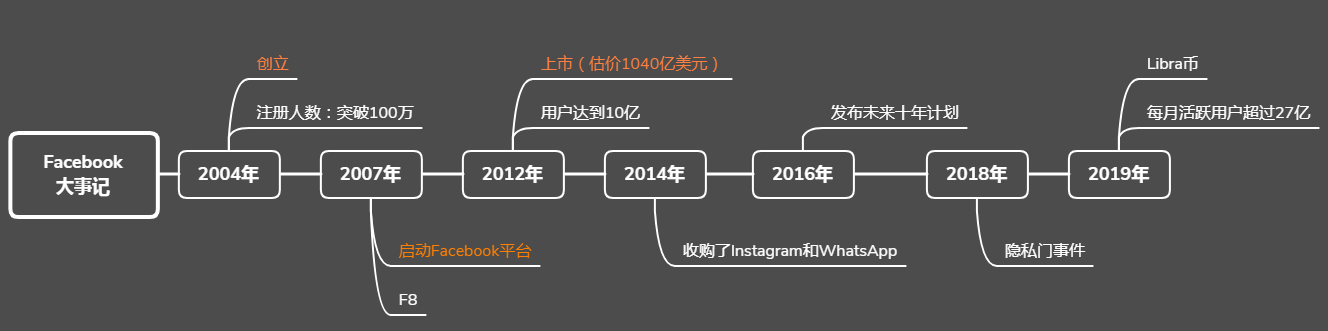 Facebook
大事记
2004年
创立
注册人数：突破100万
2007年
启动Facebook平台
F8
2012年
上市（估价1040亿美元）
用户达到10亿
2014年
收购了Instagram和WhatsApp
2016年
发布未来十年计划
2018年
隐私门事件
2019年
Libra币
每月活跃用户超过27亿